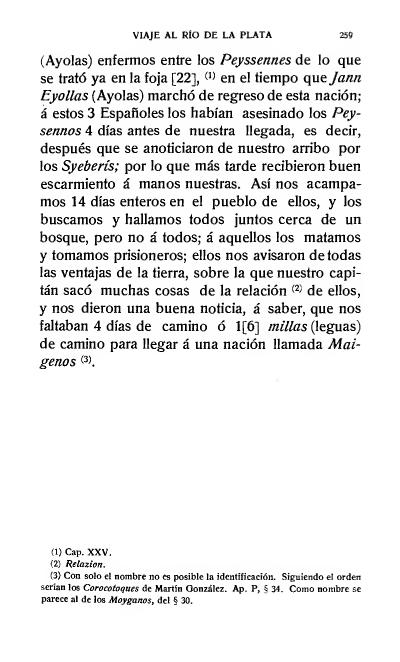 VIAJE AL RÍO DE LA PLATA 259
(Ayolas) enfermos entre los Peyssennes de lo que
se trató ya en la foja [22], (1) en el tiempo que Jann
Eyollas (Ayolas) marchó de regreso de esta nación;
á estos 3 Españoles los habían asesinado los Pey-
sennos 4 días antes de nuestra llegada, es decir,
después que se anoticiaron de nuestro arribo por
los Syeberis; por lo que más tarde recibieron buen
escarmiento á manos nuestras. Así nos acampa-
mos 14 días enteros en el pueblo de ellos, y los
buscamos y hallamos todos juntos cerca de un
bosque, pero no á todos; á aquellos los matamos
y tomamos prisioneros; ellos nos avisaron de todas
las ventajas de la tierra, sobre la que nuestro capi-
tán sacó muchas cosas de la relación (2) de ellos,
y nos dieron una buena noticia, á saber, que nos
faltaban 4 días de camino ó 1[6] millas (leguas)
de camino para llegar á una nación llamada Mai-
genos (3).
(1) Cap. XXV.
(2) Relazion.
(3) Con solo el nombre no es posible la identificación. Siguiendo el orden
serían los Corocotoques de Martín González. Ap. P, § 34. Como nombre se
parece al de los Moyganos, del § 30.